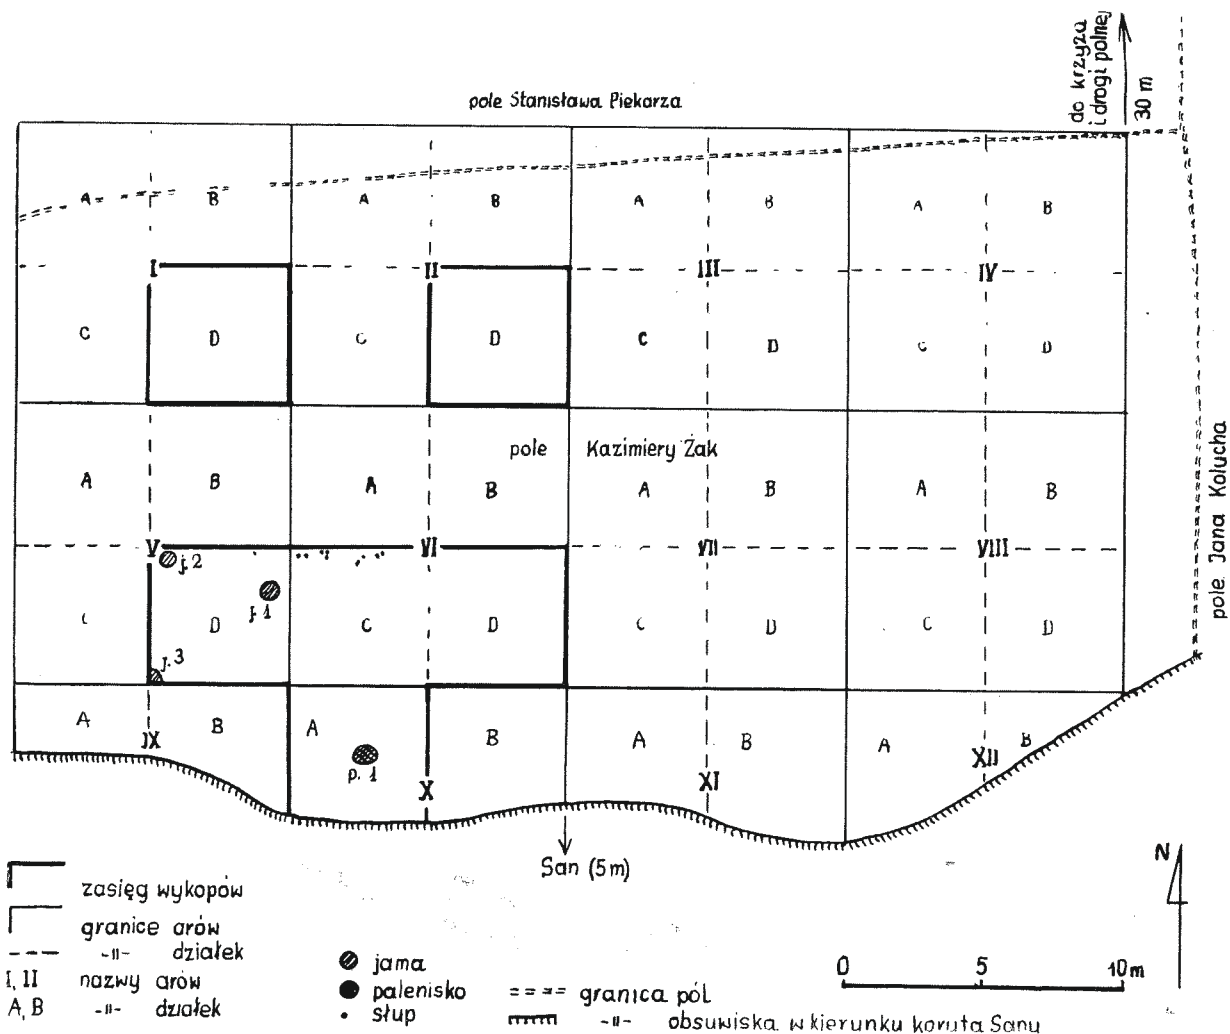 do krzyża
i drogi polnej
30 m
pole Stanisława Piekarza
A B A B A B A B
I II III IV
C D C D C D C D
pole Kazimiery Żak
pole Jana Kolucha
A B A B A B A B
V VI VII VIII
j.2
j.1
C D C D C D C D
j.3
A B A B A B A B
IX X XI XII
p. 1
San (5m)
N
zasięg wykopów
granice arów
-"- działek
I, II nazwy arów
A, B -"- działek
jama
palenisko
słup
==== granica pól
-"- obsuwiska w kierunku koryta Sanu
0 5 10m